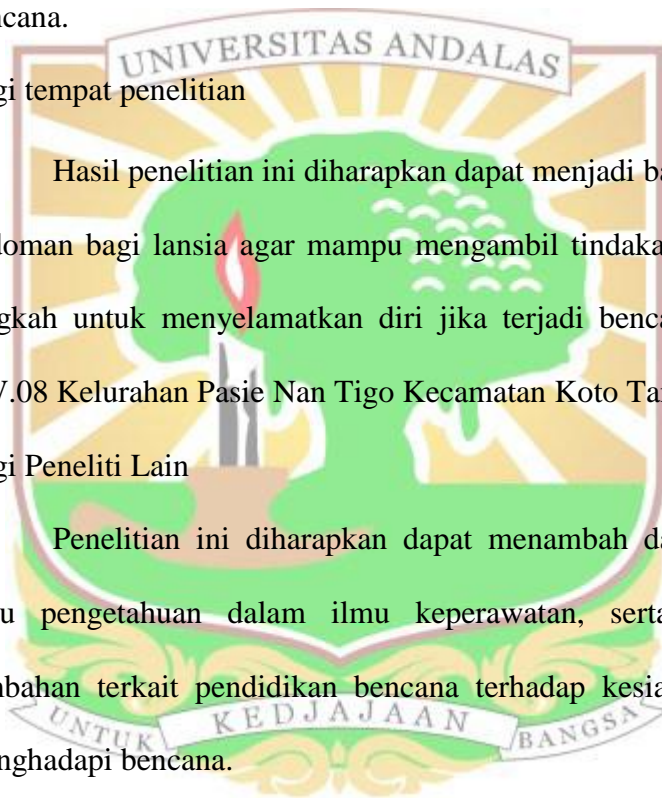 ncana.
UNIVERSITAS ANDALAS
gi tempat penelitian
Hasil penelitian ini diharapkan dapat menjadi ba
doman bagi lansia agar mampu mengambil tindaka
gkah untuk menyelamatkan diri jika terjadi benca
.08 Kelurahan Pasie Nan Tigo Kecamatan Koto Ta
gi Peneliti Lain
Penelitian ini diharapkan dapat menambah da
u pengetahuan dalam ilmu keperawatan, serta
mbahan terkait pendidikan bencana terhadap kesia
UNTUK KEDJAJAAN BANGSA
nghadapi bencana.